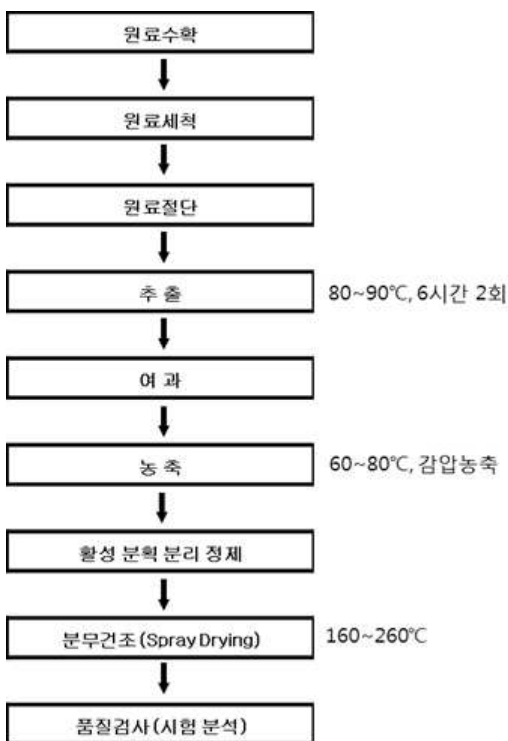 원료수확
원료세척
원료절단
추 출 80~90℃, 6시간 2회
여 과
농 축 60~80℃, 감압농축
활성 분획 분리 정제
분무건조(Spray Drying) 160~260℃
품질검사(시험 분석)